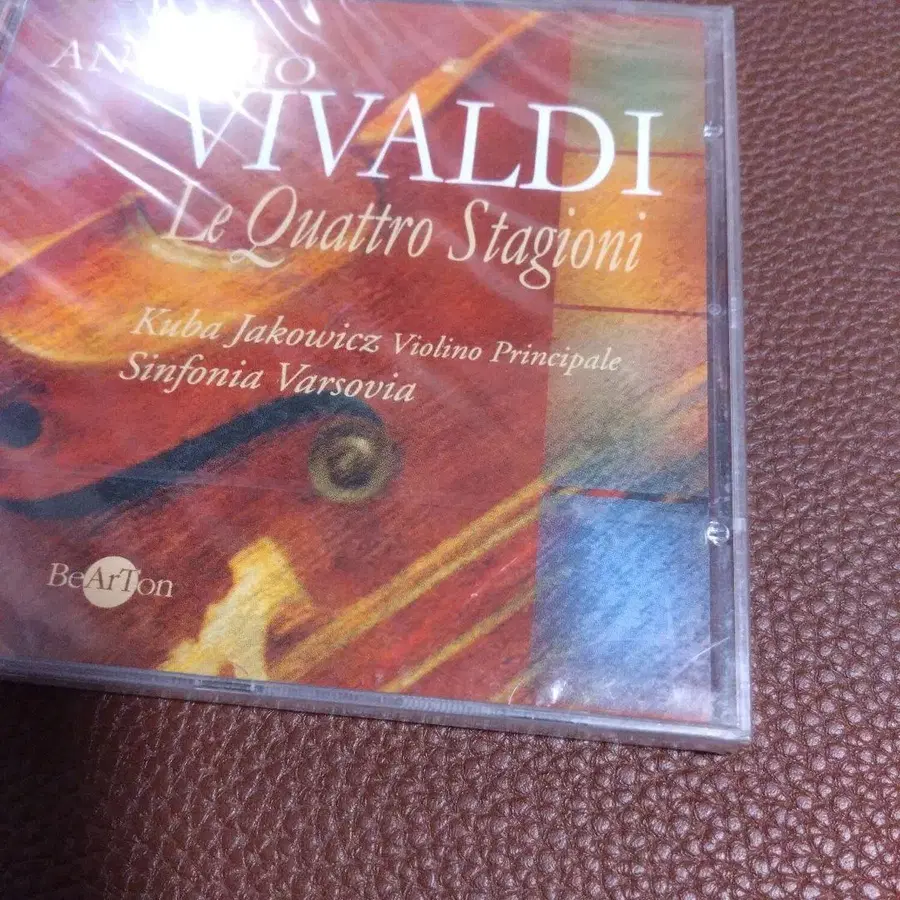 VIVALDI
Le Quattro Stagioni
Kuba Jakowicz Violino Principale
Sinfonia Varsovia
BeArTon